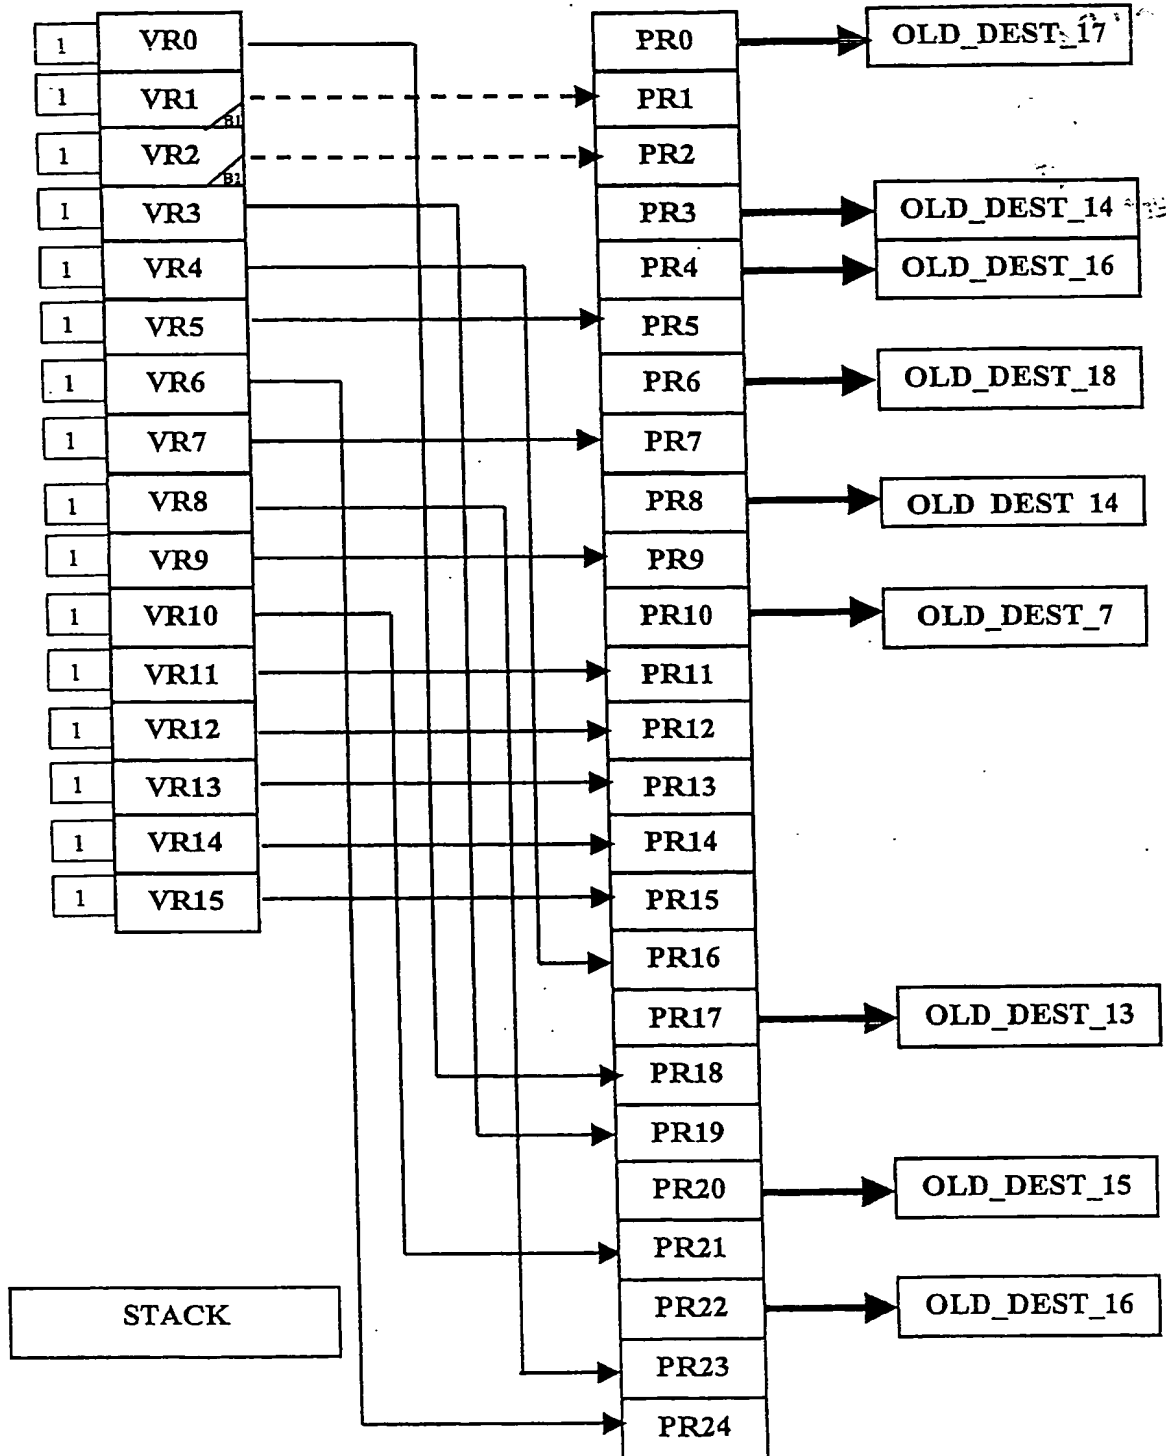 1 VR0 PR0 OLD_DEST_17
1 VR1 B1 PR1
1 VR2 B1 PR2
1 VR3 PR3 OLD_DEST_14
1 VR4 PR4 OLD_DEST_16
1 VR5 PR5
1 VR6 PR6 OLD_DEST_18
1 VR7 PR7
1 VR8 PR8 OLD DEST 14
1 VR9 PR9
1 VR10 PR10 OLD_DEST_7
1 VR11 PR11
1 VR12 PR12
1 VR13 PR13
1 VR14 PR14
1 VR15 PR15
PR16
PR17 OLD_DEST_13
PR18
PR19
PR20 OLD_DEST_15
PR21
STACK PR22 OLD_DEST_16
PR23
PR24